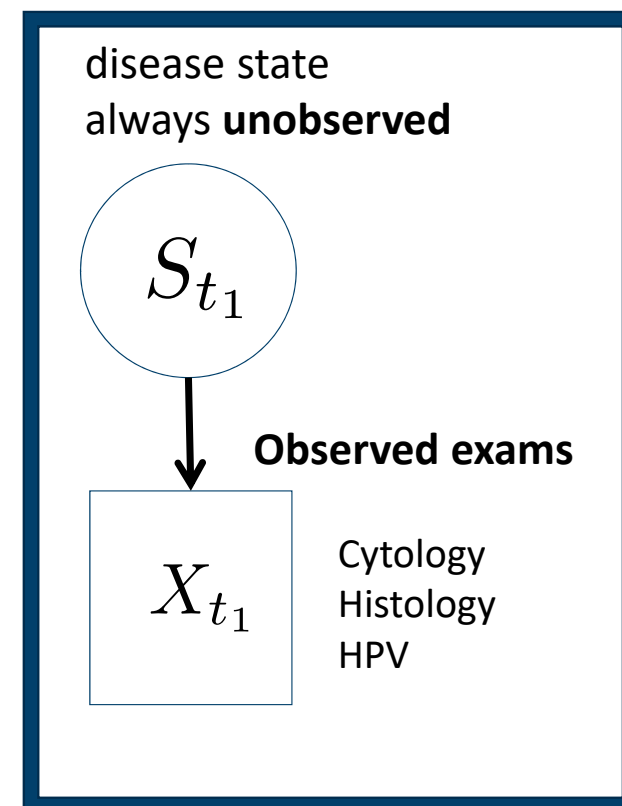 disease state
always unobserved
S_{t_1}
Observed exams
X_{t_1}
Cytology
Histology
HPV